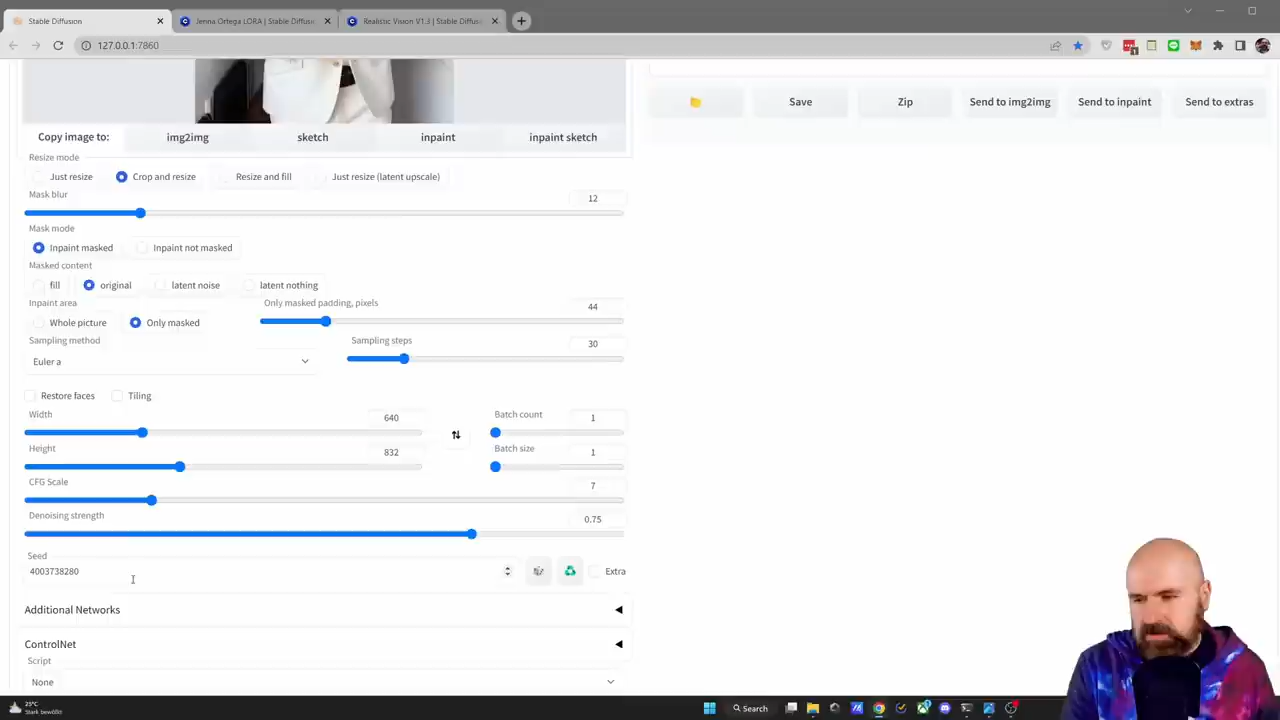 Stable Diffusion
Jenna Ortega LORA | Stable Diffusi
Realistic Vision V1.3 | Stable Diffus
127.0.0.1:7860
Copy image to:
img2img
sketch
inpaint
inpaint sketch
Save
Zip
Send to img2img
Send to inpaint
Send to extras
Resize mode
Just resize
Crop and resize
Resize and fill
Just resize (latent upscale)
Mask blur
12
Mask mode
Inpaint masked
Inpaint not masked
Masked content
fill
original
latent noise
latent nothing
Inpaint area
Whole picture
Only masked
Only masked padding, pixels
44
Sampling method
Euler a
Sampling steps
30
Restore faces
Tiling
Width
640
Height
832
Batch count
1
Batch size
1
CFG Scale
7
Denoising strength
0.75
Seed
4003738280
Extra
Additional Networks
ControlNet
Script
None
25°C
Stark bewölkt
Search